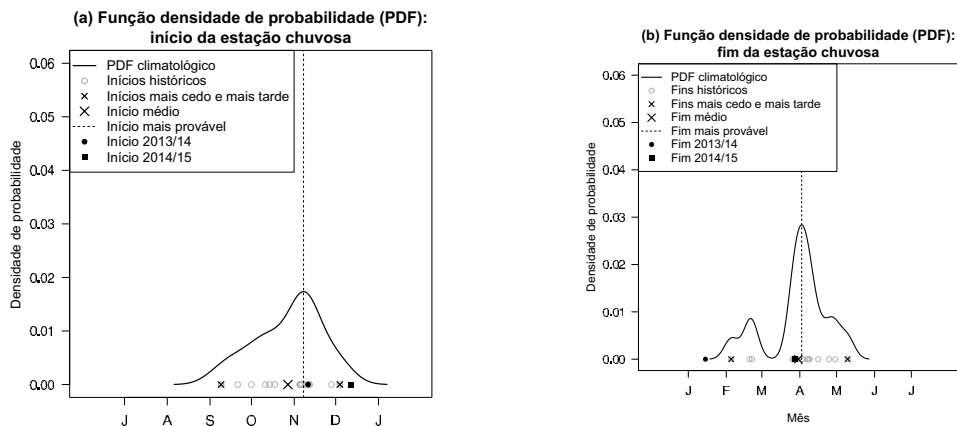 (a) Função densidade de probabilidade (PDF):
início da estação chuvosa
PDF climatológico
Inícios históricos
Inícios mais cedo e mais tarde
Início médio
Início mais provável
Início 2013/14
Início 2014/15
Densidade de probabilidade
0.06
0.05
0.04
0.03
0.02
0.01
0.00
J A S O N D J
(b) Função densidade de probabilidade (PDF):
fim da estação chuvosa
PDF climatológico
Fins históricos
Fins mais cedo e mais tarde
Fim médio
Fim mais provável
Fim 2013/14
Fim 2014/15
Densidade de probabilidade
0.06
0.05
0.04
0.03
0.02
0.01
0.00
J F M A M J J
Mês